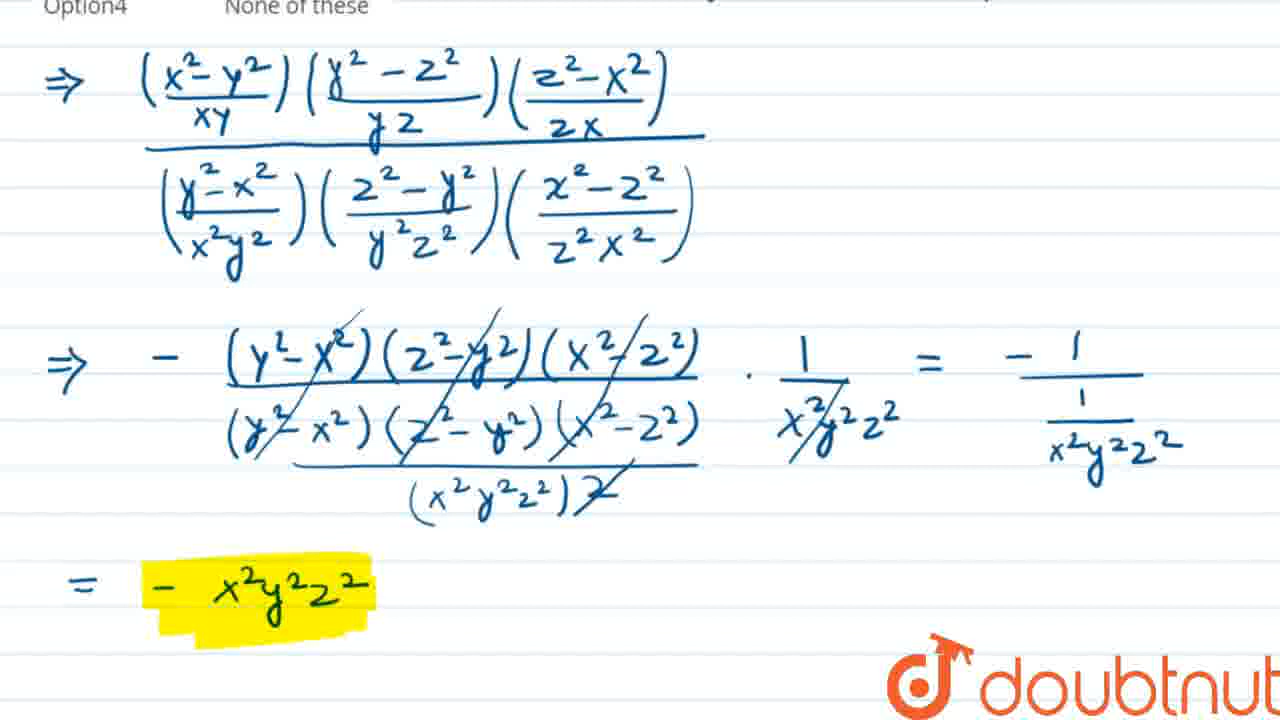 Option4 None of these
⇒ (x²-y²/xy)(y²-z²/yz)(z²-x²/zx)
(y²-x²/x²y²)(z²-y²/y²z²)(x²-z²/z²x²)
⇒ - (y²-x²)(z²-y²)(x²-z²) . 1 = - 1
(y²-x²)(z²-y²)(x²-z²) x²y²z² 1
(x²y²z²)2 x²y²z²
= - x²y²z²
doubtnut